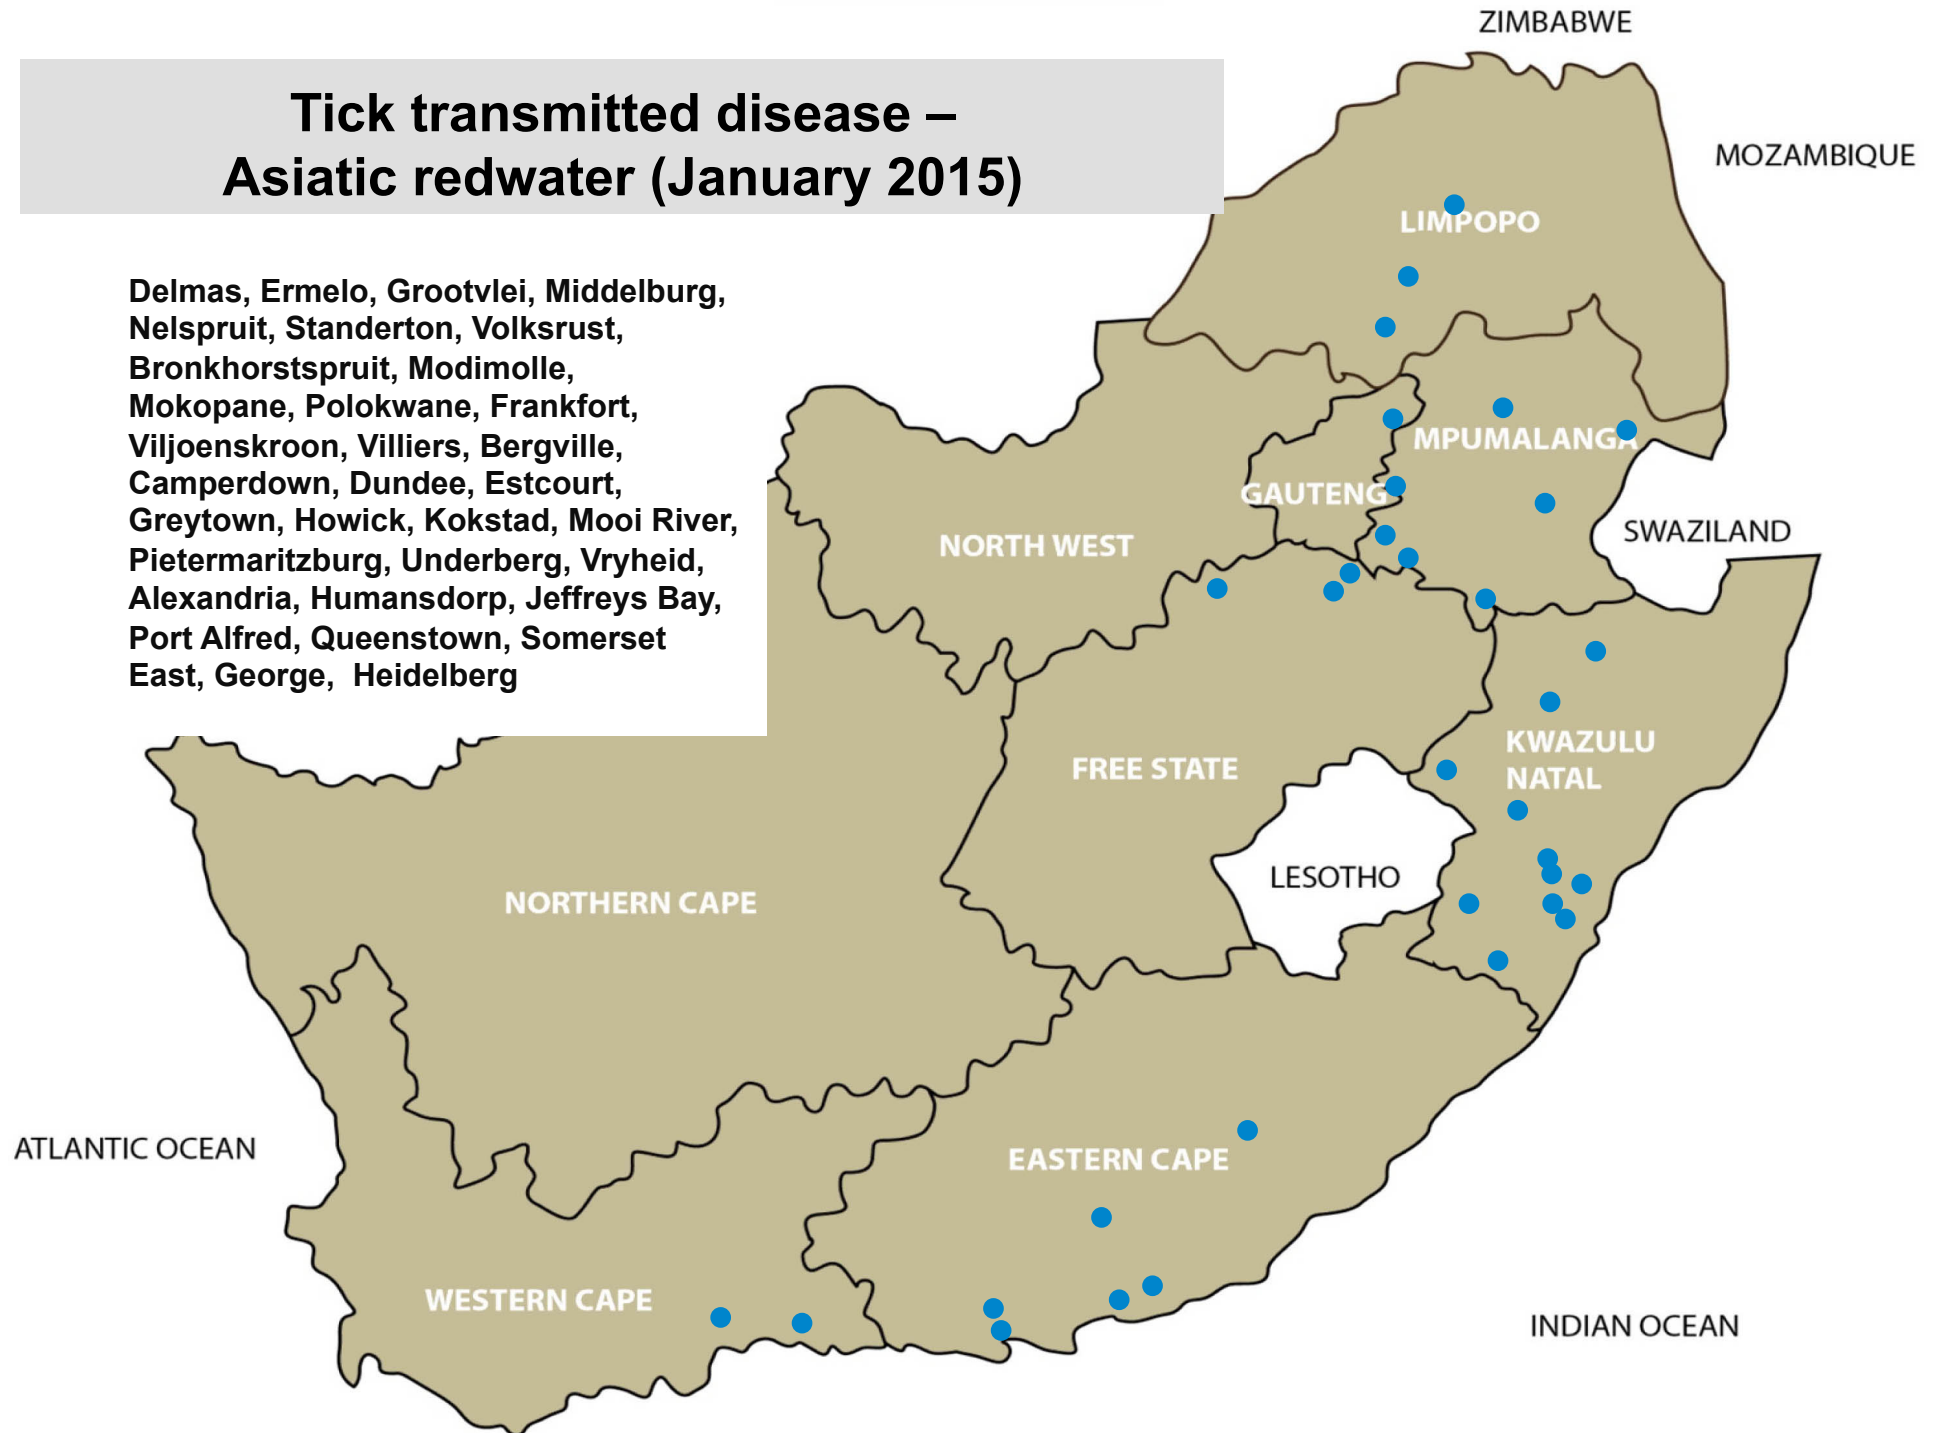 ZIMBABWE
Tick transmitted disease –
Asiatic redwater (January 2015)
MOZAMBIQUE
LIMPOPO
Delmas, Ermelo, Grootvlei, Middelburg,
Nelspruit, Standerton, Volksrust,
Bronkhorstspruit, Modimolle,
Mokopane, Polokwane, Frankfort,
Viljoenskroon, Villiers, Bergville,
Camperdown, Dundee, Estcourt,
Greytown, Howick, Kokstad, Mooi River,
Pietermaritzburg, Underberg, Vryheid,
Alexandria, Humansdorp, Jeffreys Bay,
Port Alfred, Queenstown, Somerset
East, George,  Heidelberg
MPUMALANGA
GAUTENG
SWAZILAND
NORTH WEST
KWAZULU
NATAL
FREE STATE
LESOTHO
NORTHERN CAPE
ATLANTIC OCEAN
EASTERN CAPE
WESTERN CAPE
INDIAN OCEAN